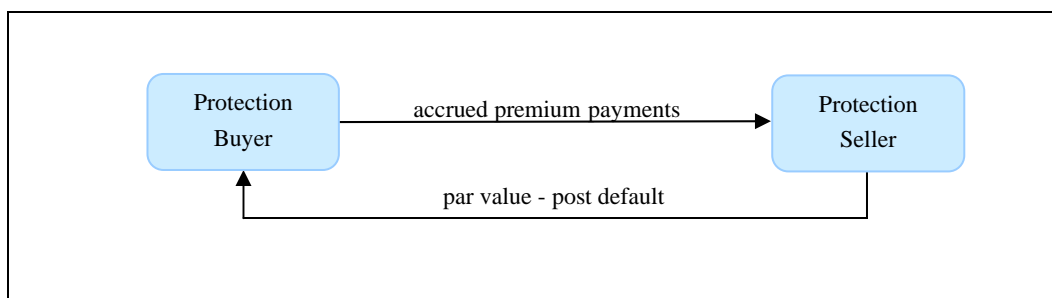 Protection
Buyer
accrued premium payments
Protection
Seller
par value - post default